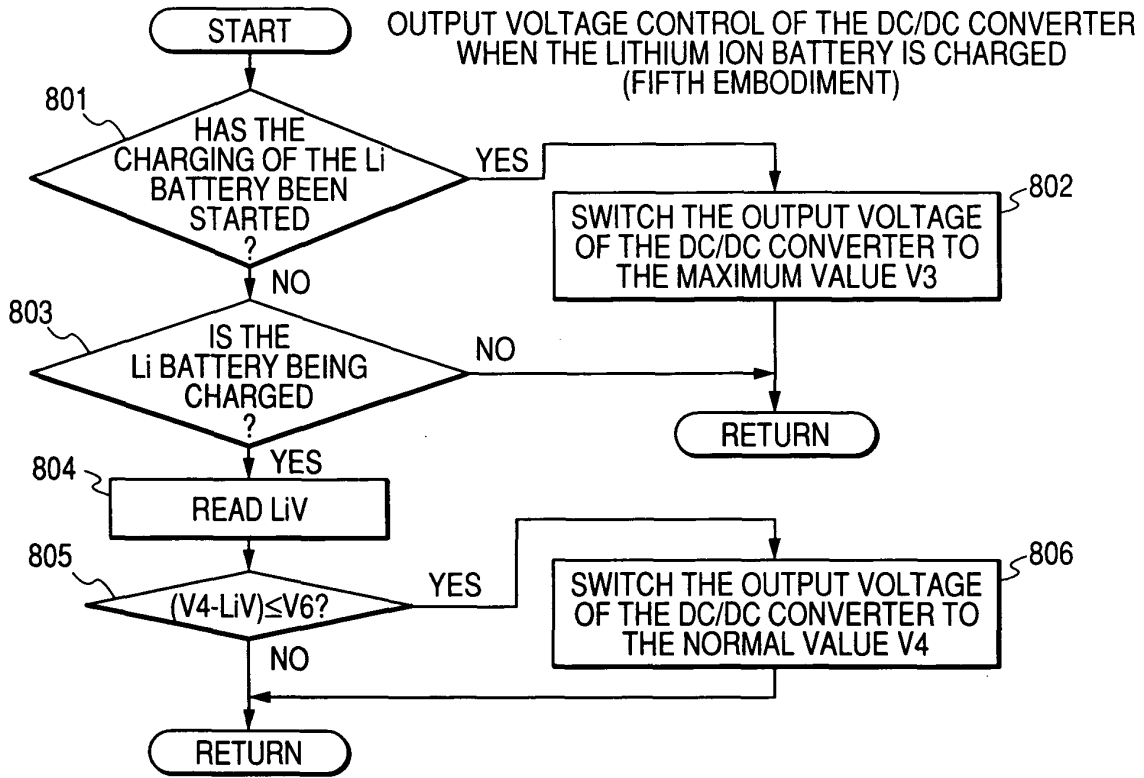 START
OUTPUT VOLTAGE CONTROL OF THE DC/DC CONVERTER
WHEN THE LITHIUM ION BATTERY IS CHARGED
(FIFTH EMBODIMENT)
801
HAS THE
CHARGING OF THE Li
BATTERY BEEN
STARTED
?
YES
802
SWITCH THE OUTPUT VOLTAGE
OF THE DC/DC CONVERTER TO
THE MAXIMUM VALUE V3
NO
803
IS THE
Li BATTERY BEING
CHARGED
?
NO
RETURN
YES
804
READ LiV
805
(V4-LiV)≤V6?
YES
806
SWITCH THE OUTPUT VOLTAGE
OF THE DC/DC CONVERTER TO
THE NORMAL VALUE V4
NO
RETURN